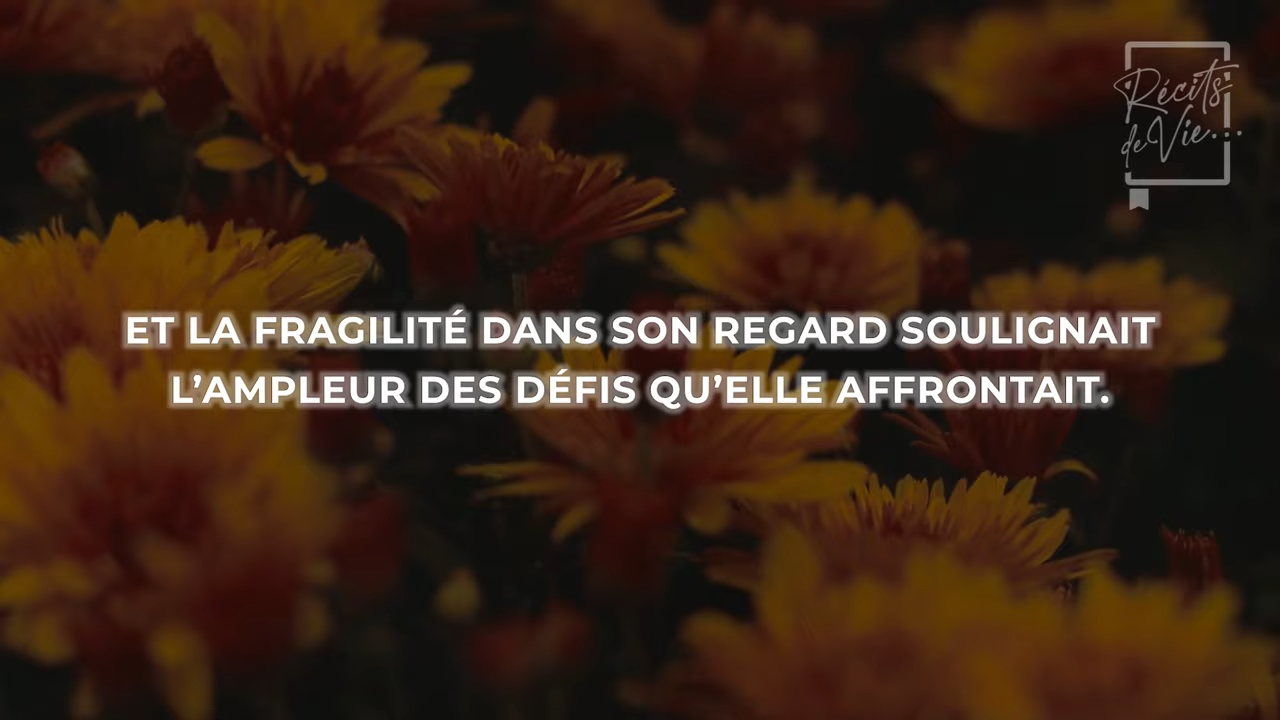 Récits
de Vie...
ET LA FRAGILITÉ DANS SON REGARD SOULIGNAIT
L’AMPLEUR DES DÉFIS QU’ELLE AFFRONTAIT.